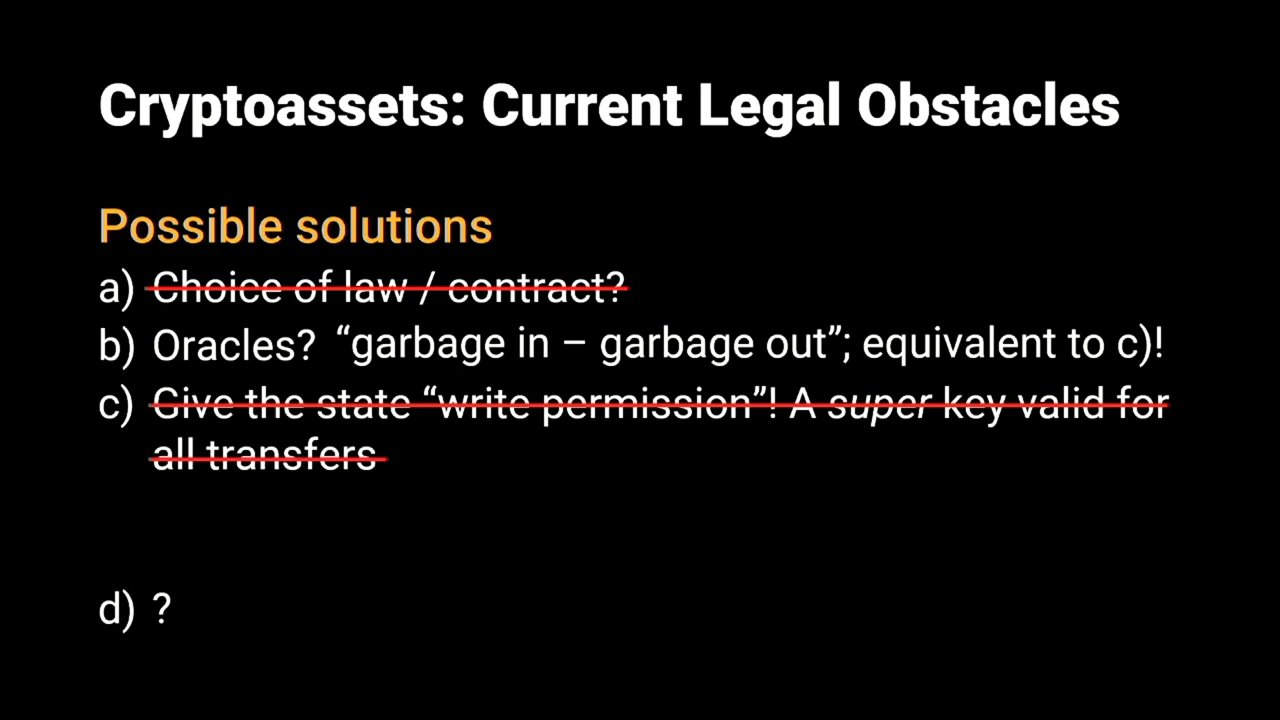 Cryptoassets: Current Legal Obstacles
Possible solutions
a) Choice of law / contract?
b) Oracles? “garbage in – garbage out”; equivalent to c)!
c) Give the state “write permission”! A super key valid for
all transfers
d) ?